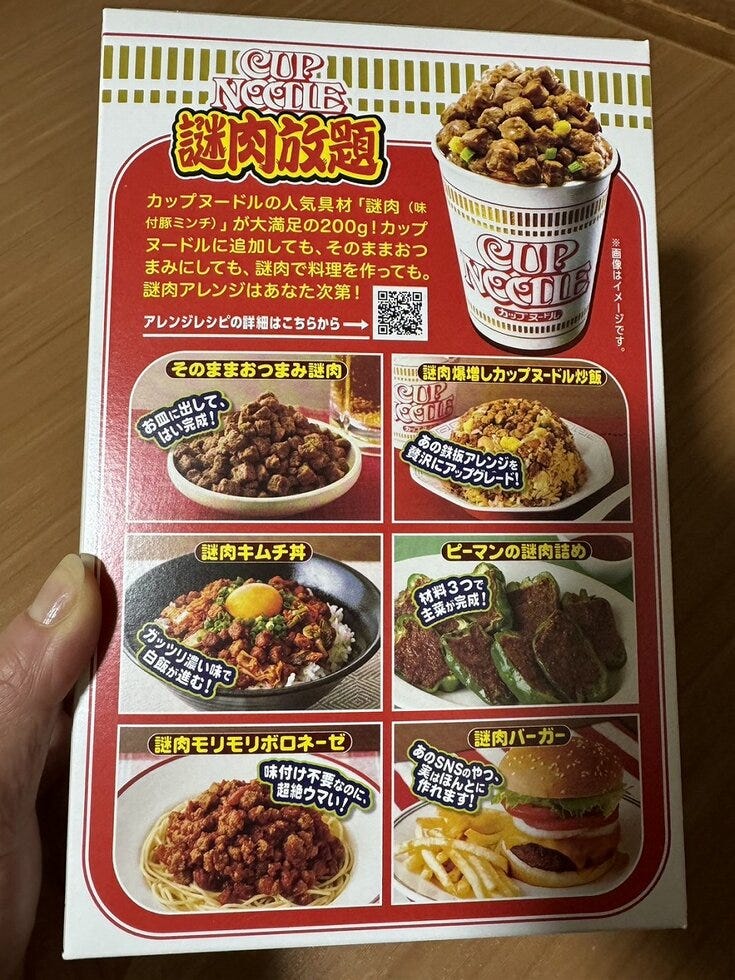 CUP
NOODLE
謎肉放題
カップヌードルの人気具材「謎肉（味
付豚ミンチ）」が大満足の200g！カップ
ヌードルに追加しても、そのままおつ
まみにしても、謎肉で料理を作っても。
謎肉アレンジはあなた次第！
アレンジレシピの詳細はこちらから
CUP
NOODLE
カップヌードル
※画像はイメージです。
そのままおつまみ謎肉
お皿に出して、
はい完成！
謎肉爆増しカップヌードル炒飯
CUP
NOODLE
あの鉄板アレンジを
贅沢にアップグレード！
謎肉キムチ丼
ガッツリ濃い味で
白飯が進む！
ピーマンの謎肉詰め
材料3つで
主菜が完成！
謎肉モリモリボロネーゼ
味付け不要なのに、
超絶ウマい！
謎肉バーガー
あのSNSのやつ、
実はほんとに
作れます！